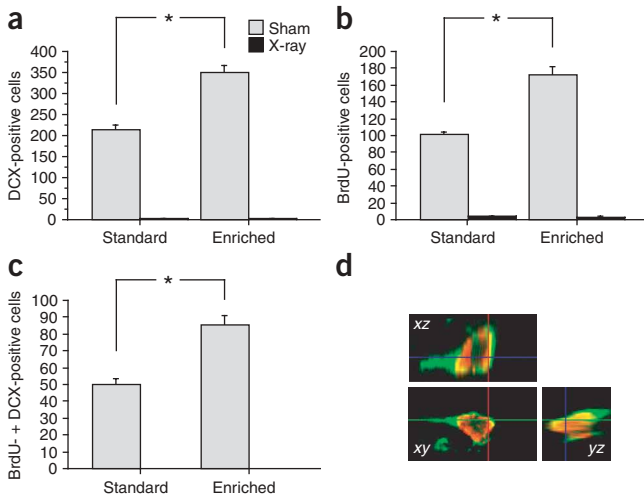 a
*
Sham
X-ray
DCX-positive cells
400
350
300
250
200
150
100
50
0
Standard
Enriched
b
*
BrdU-positive cells
200
180
160
140
120
100
80
60
40
20
0
Standard
Enriched
c
*
BrdU- + DCX-positive cells
100
90
80
70
60
50
40
30
20
10
0
Standard
Enriched
d
xz
xy
yz